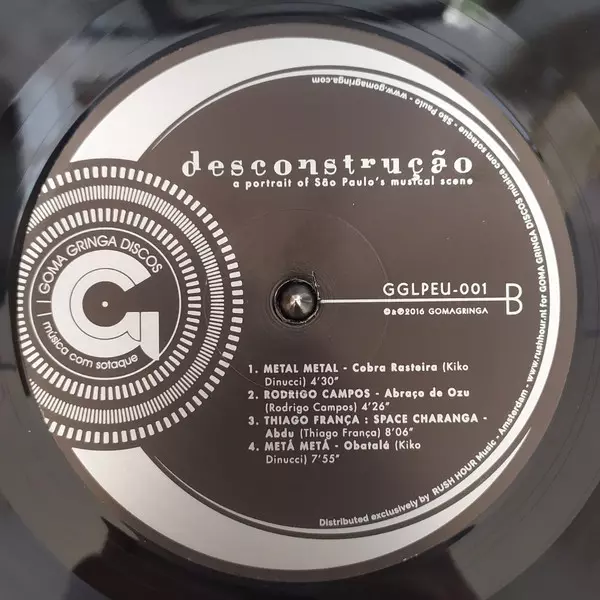 desconstrução
a portrait of São Paulo's musical scene
GGLPEU-001
©&℗2016 GOMAGRINGA
B
1. METAL METAL - Cobra Rasteira (Kiko
Dinucci) 4'30"
2. RODRIGO CAMPOS - Abraço de Ozu
(Rodrigo Campos) 4'26"
3. THIAGO FRANÇA : SPACE CHARANGA -
Abdu (Thiago França) 8'06"
4. METÁ METÁ - Obatalá (Kiko
Dinucci) 7'55"
GOMA GRINGA DISCOS
música com sotaque
G
Distributed exclusively by RUSH HOUR Music - Amsterdam - www.rushhour.nl for GOMA GRINGA DISCOS música com sotaque - São Paulo - www.gomagringa.com